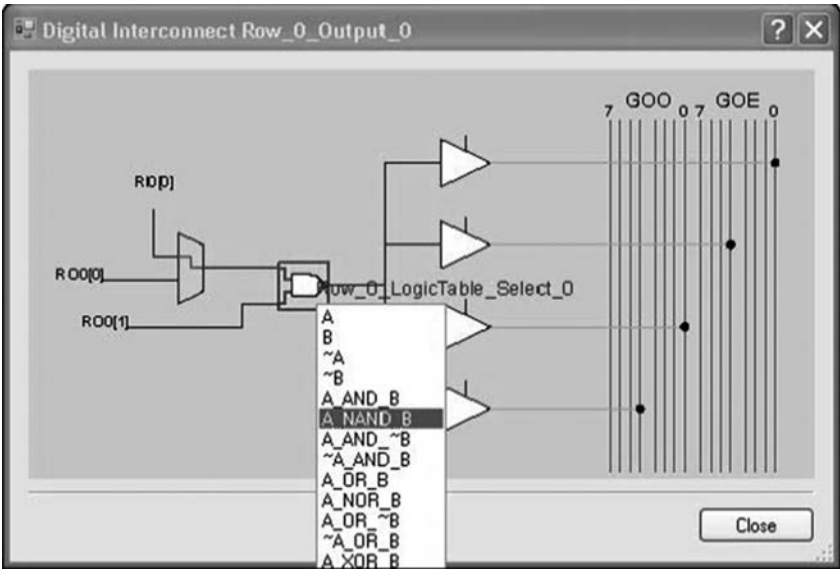 Digital Interconnect Row_0_Output_0
7 GOO 0 7 GOE 0
RI0[0]
RO0[0]
Row_0_LogicTable_Select_0
RO0[1]
A
B
~A
~B
A_AND_B
A_NAND_B
A_AND_~B
~A_AND_B
A_OR_B
A_NOR_B
A_OR_~B
~A_OR_B
A_XOR_B
Close